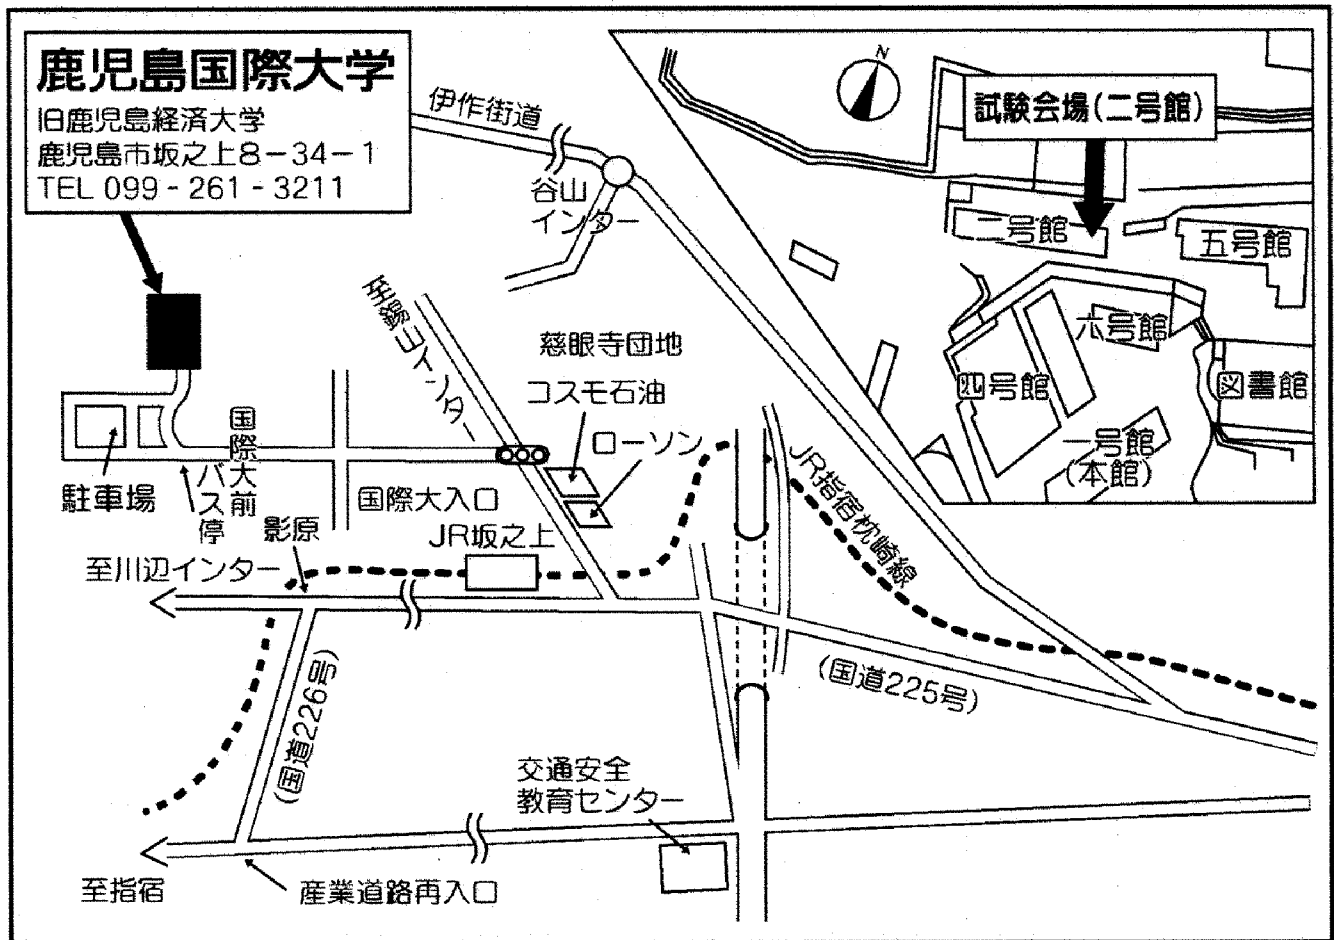 鹿児島国際大学
旧鹿児島経済大学
鹿児島市坂之上8-34-1
TEL 099-261-3211
伊作街道
谷山
インター
N
試験会場(二号館)
二号館
五号館
六号館
四号館
図書館
一号館
(本館)
至錫山インター
慈眼寺団地
コスモ石油
ローソン
国際大前
バス停
駐車場
国際大入口
影原
JR坂之上
JR指宿枕崎線
至川辺インター
(国道226号)
(国道225号)
交通安全
教育センター
至指宿
産業道路再入口